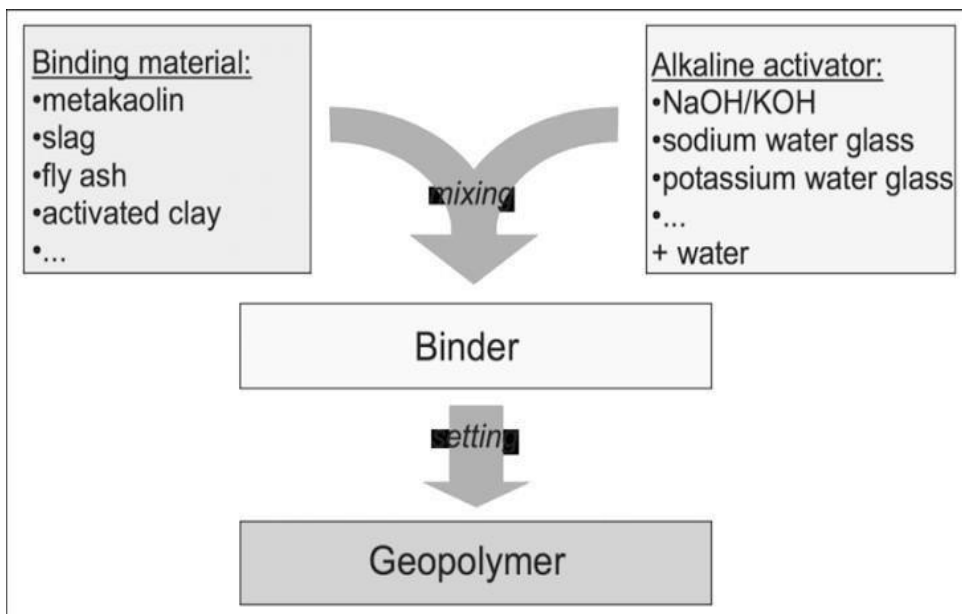 Binding material:
•metakaolin
•slag
•fly ash
•activated clay
•...
Alkaline activator:
•NaOH/KOH
•sodium water glass
•potassium water glass
•...
+ water
mixing
Binder
setting
Geopolymer